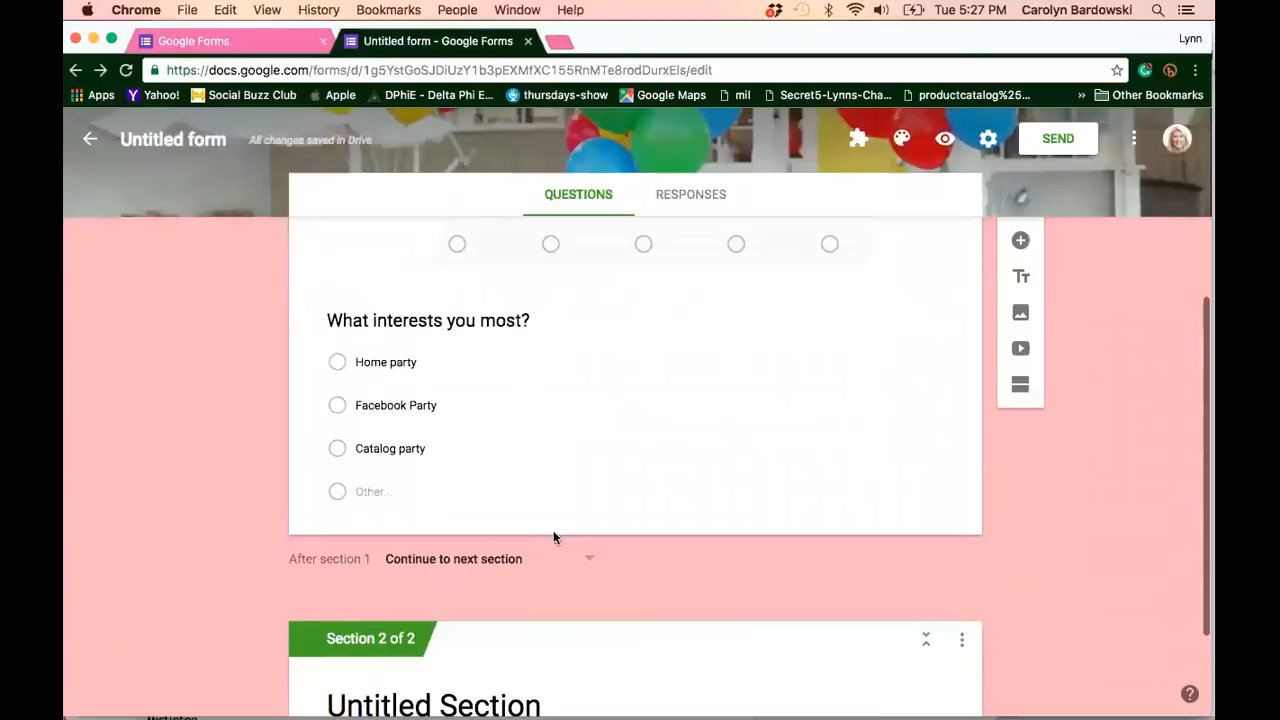 Chrome File Edit View History Bookmarks People Window Help Tue 5:27 PM Carolyn Bardowski
Google Forms Untitled form - Google Forms Lynn
https://docs.google.com/forms/d/1g5YstGoSJDiUzY1b3pEXMfXC155RnMTe8rodDurxEls/edit
Apps Yahoo! Social Buzz Club Apple DPhiE - Delta Phi E... thursdays-show Google Maps mil Secret5-Lynns-Cha... productcatalog%25... » Other Bookmarks
Untitled form All changes saved in Drive SEND
QUESTIONS RESPONSES
What interests you most?
Home party
Facebook Party
Catalog party
Other...
After section 1 Continue to next section
Section 2 of 2
Untitled Section